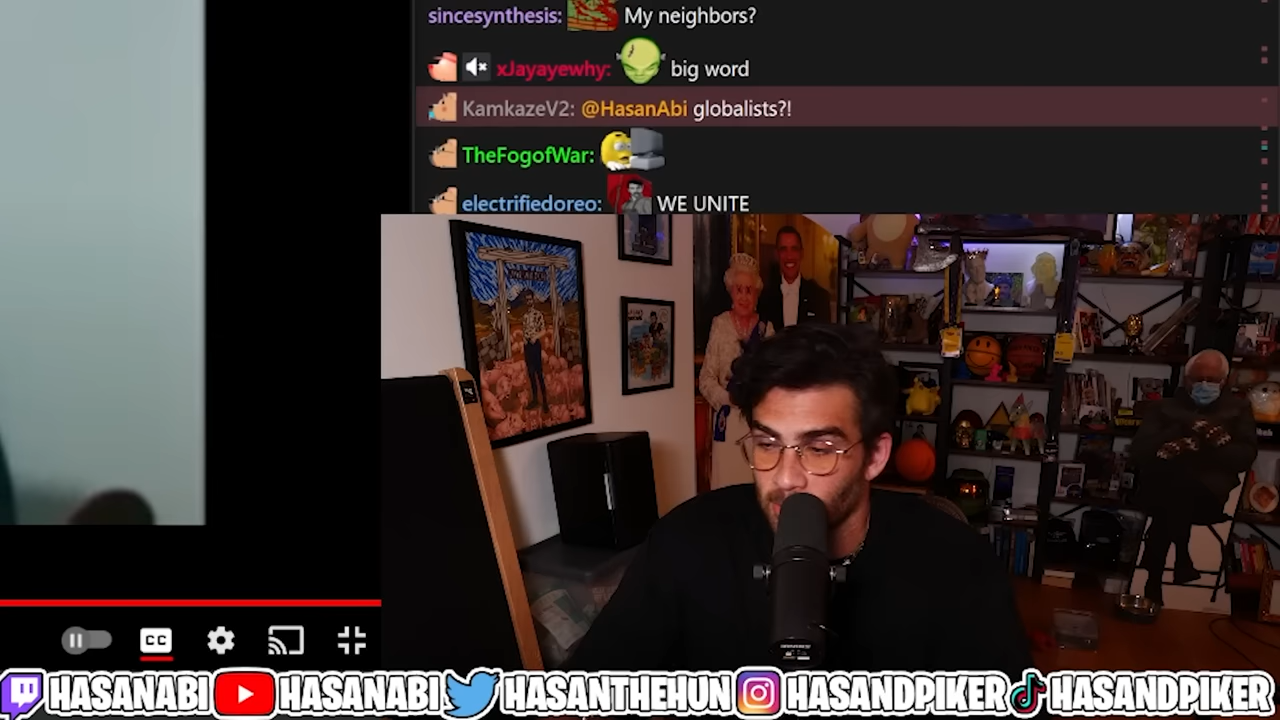 sincesynthesis: My neighbors?
xJayayewhy: big word
KamkazeV2: @HasanAbi globalists?!
TheFogofWar:
electrifiedoreo: WE UNITE
CC
HASANABI HASANABI HASANTHEHUN HASANDPIKER HASANDPIKER